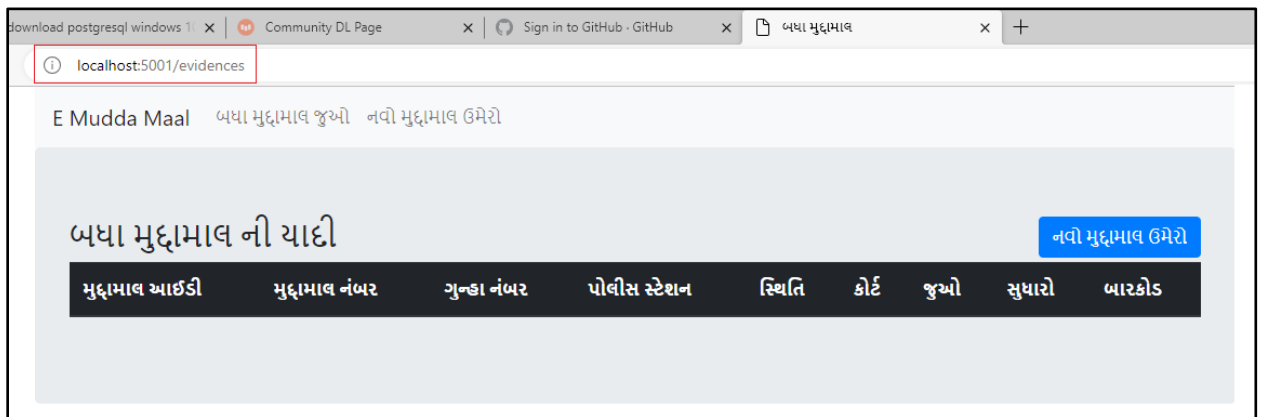 download postgresql windows 1 Community DL Page Sign in to GitHub · GitHub બધા મુદ્દામાલ
localhost:5001/evidences
E Mudda Maal બધા મુદ્દામાલ જુઓ નવો મુદ્દામાલ ઉમેરો
બધા મુદ્દામાલ ની યાદી નવો મુદ્દામાલ ઉમેરો
મુદ્દામાલ આઈડી મુદ્દામાલ નંબર ગુન્હા નંબર પોલીસ સ્ટેશન સ્થિતિ કોર્ટ જુઓ સુધારો બારકોડ